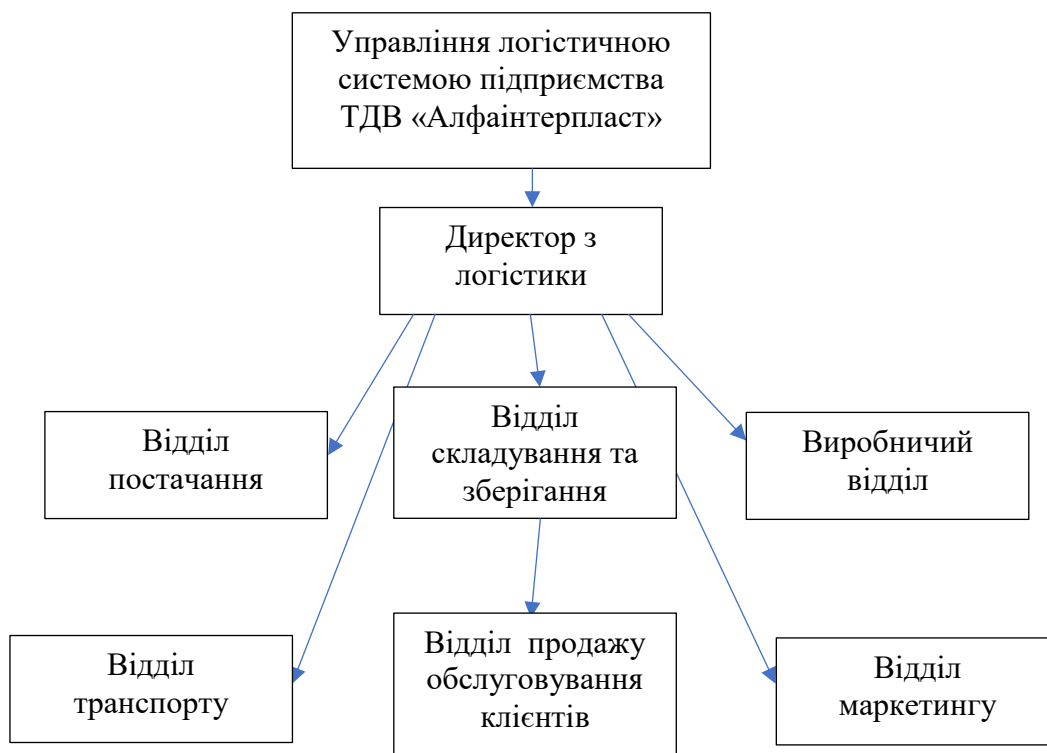 Управління логістичною
системою підприємства
ТДВ «Алфаінтерпласт»
Директор з
логістики
Відділ
постачання
Відділ
складування та
зберігання
Виробничий
відділ
Відділ
транспорту
Відділ продажу
обслуговування
клієнтів
Відділ
маркетингу